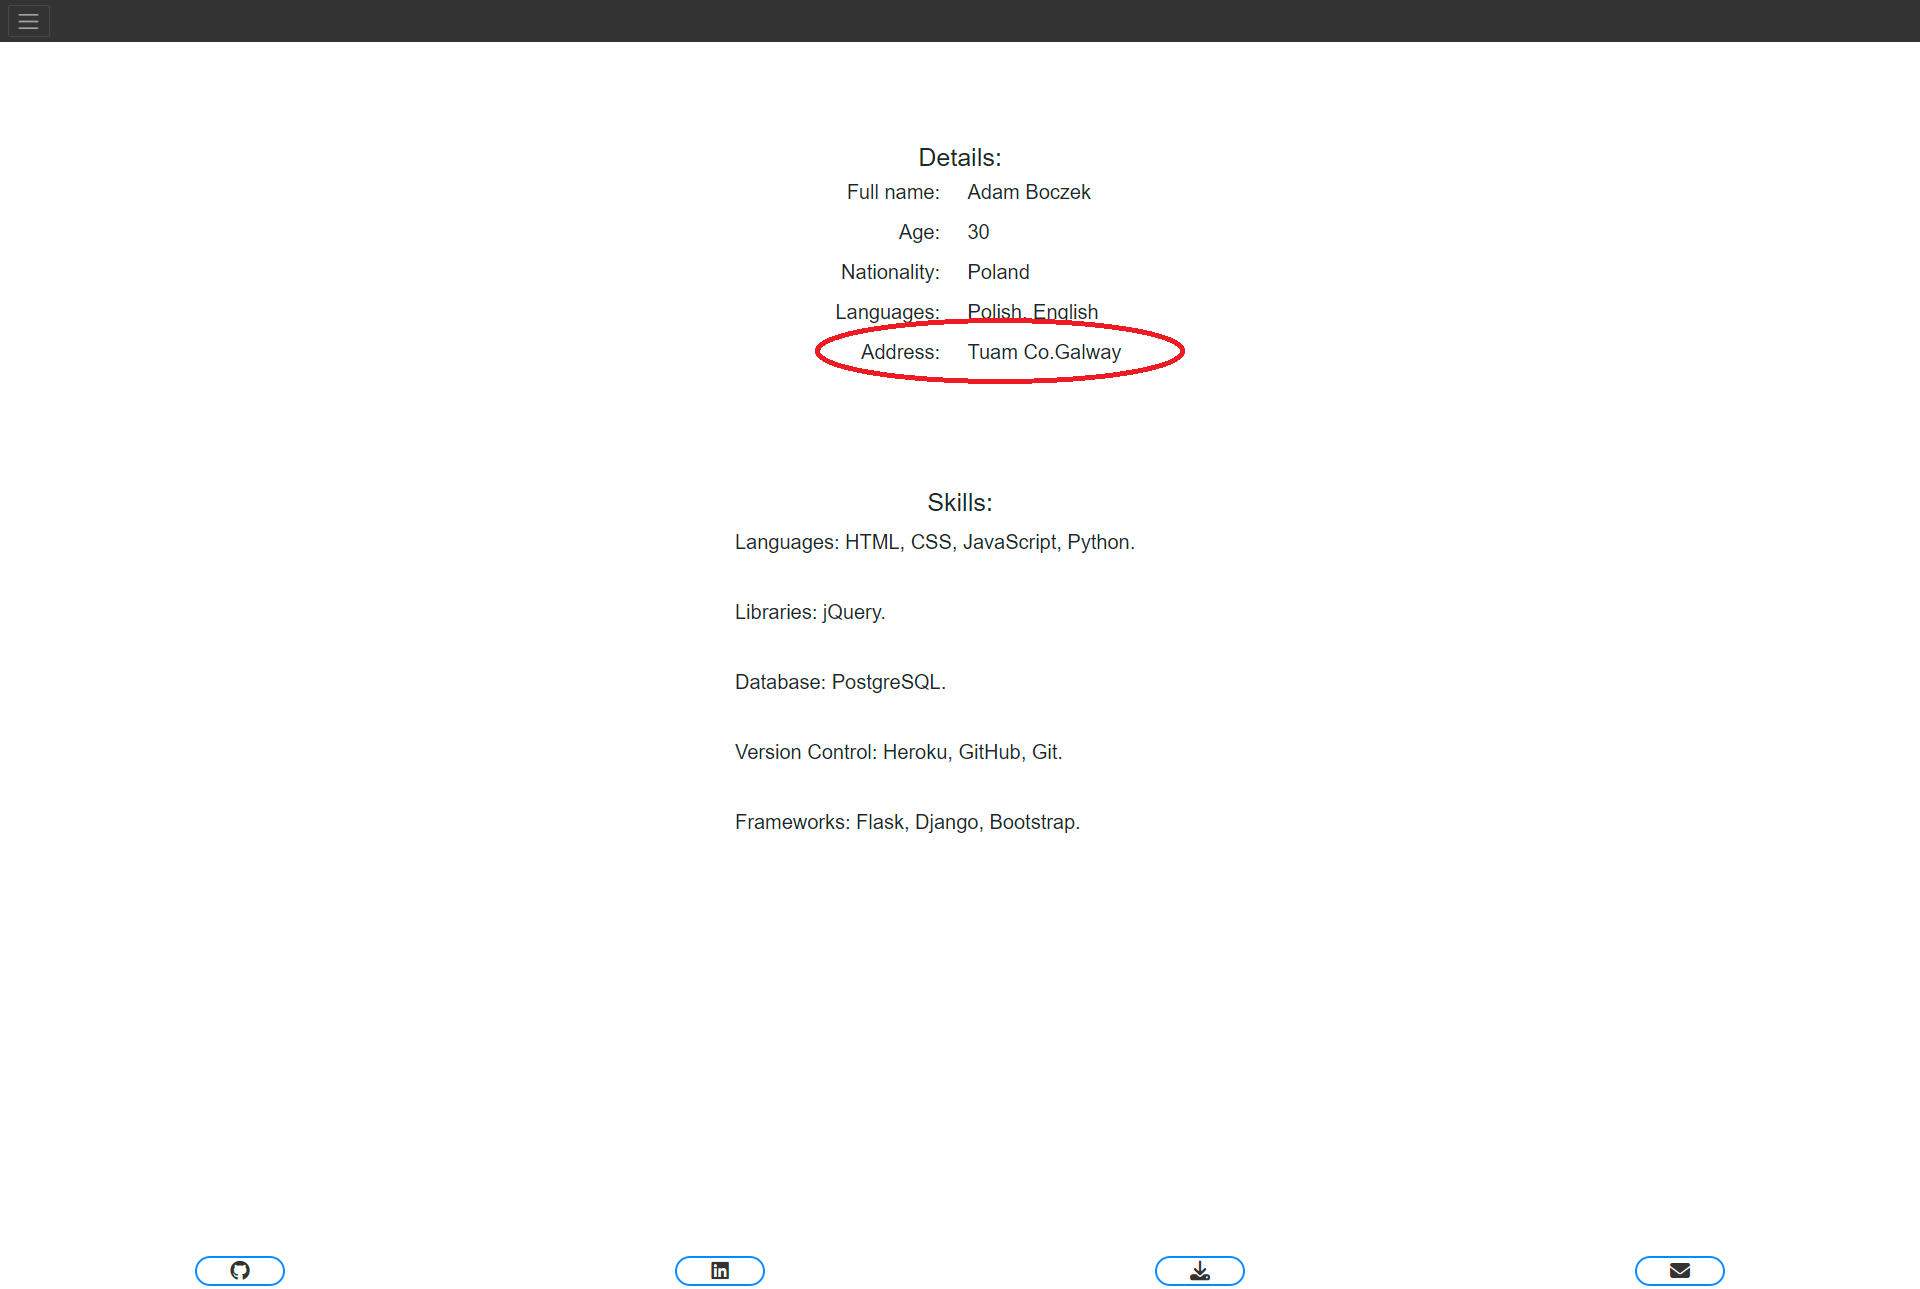 Details:
Full name: Adam Boczek
Age: 30
Nationality: Poland
Languages: Polish, English
Address: Tuam Co.Galway
Skills:
Languages: HTML, CSS, JavaScript, Python.
Libraries: jQuery.
Database: PostgreSQL.
Version Control: Heroku, GitHub, Git.
Frameworks: Flask, Django, Bootstrap.